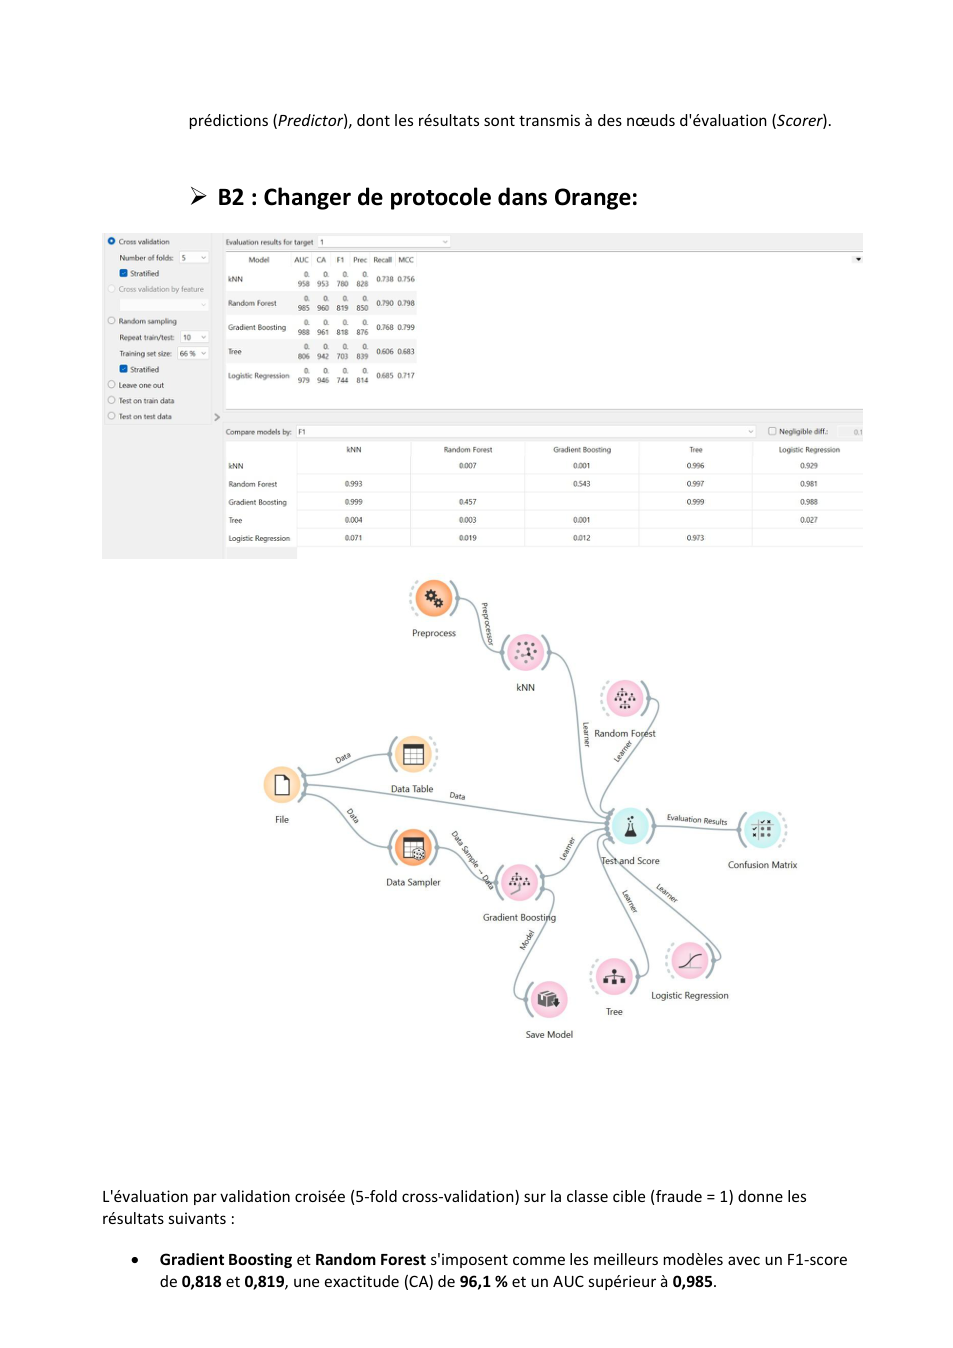 prédictions (Predictor), dont les résultats sont transmis à des nœuds d'évaluation (Scorer).
➢ B2 : Changer de protocole dans Orange:
Cross validation
Number of folds: 5
Stratified
Cross validation by feature
Random sampling
Repeat train/test: 10
Training set size: 66 %
Stratified
Leave one out
Test on train data
Test on test data
Evaluation results for target 1
Model AUC CA F1 Prec Recall MCC
kNN 0.958 0.953 0.780 0.828 0.738 0.756
Random Forest 0.985 0.960 0.819 0.850 0.790 0.798
Gradient Boosting 0.988 0.961 0.818 0.876 0.768 0.799
Tree 0.806 0.942 0.703 0.839 0.606 0.683
Logistic Regression 0.979 0.946 0.744 0.814 0.685 0.717
Compare models by: F1 Negligible diff.: 0.1
kNN Random Forest Gradient Boosting Tree Logistic Regression
kNN 0.007 0.001 0.996 0.929
Random Forest 0.993 0.543 0.997 0.981
Gradient Boosting 0.999 0.457 0.999 0.988
Tree 0.004 0.003 0.001 0.027
Logistic Regression 0.071 0.019 0.012 0.973
Preprocess
Preprocessor
kNN
Learner
Random Forest
Learner
Data
Data Table
Data
File
Data
Data Sampler
Data Sample → Data
Gradient Boosting
Learner
Test and Score
Evaluation Results
Confusion Matrix
Learner
Learner
Model
Logistic Regression
Tree
Save Model
L'évaluation par validation croisée (5-fold cross-validation) sur la classe cible (fraude = 1) donne les
résultats suivants :
• Gradient Boosting et Random Forest s'imposent comme les meilleurs modèles avec un F1-score
de 0,818 et 0,819, une exactitude (CA) de 96,1 % et un AUC supérieur à 0,985.